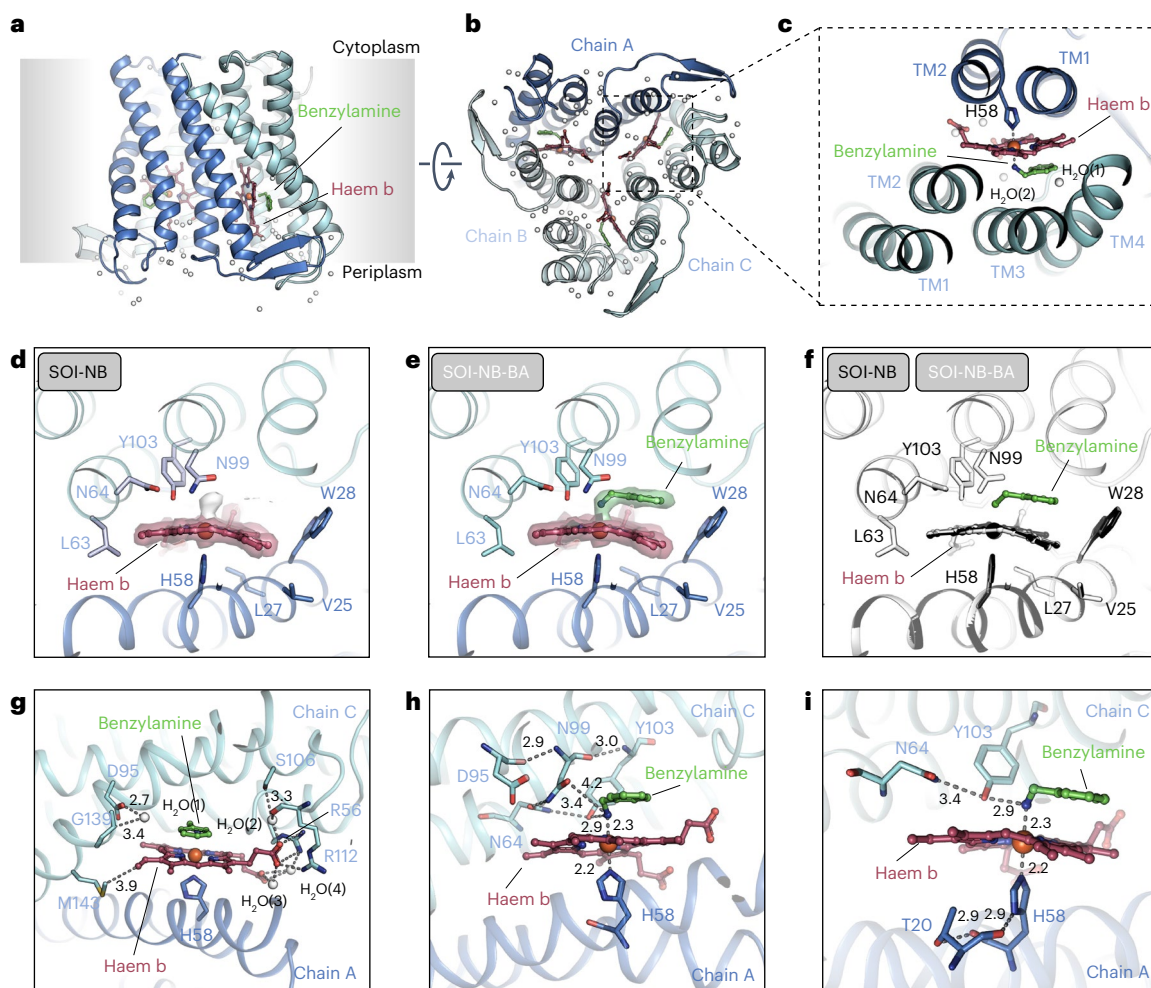 a
Cytoplasm
Benzylamine
Haem b
Periplasm
b
Chain A
Chain B
Chain C
c
TM2
TM1
H58
Haem b
Benzylamine
H₂O(1)
TM2
H₂O(2)
TM4
TM3
TM1
d
SOI-NB
Y103
N99
N64
W28
L63
Haem b
H58
L27
V25
e
SOI-NB-BA
Benzylamine
Y103
N99
N64
W28
L63
Haem b
H58
L27
V25
f
SOI-NB
SOI-NB-BA
Benzylamine
Y103
N99
N64
W28
L63
Haem b
H58
L27
V25
g
Benzylamine
Chain C
D95
S106
2.7
3.3
H₂O(1)
R56
G139
3.4
H₂O(2)
R112
M143
3.9
H₂O(4)
H₂O(3)
H58
Haem b
Chain A
h
N99
Y103
Chain C
2.9
3.0
D95
Benzylamine
4.2
3.4
N64
2.9
2.3
Haem b
2.2
H58
Chain A
i
Y103
Chain C
N64
Benzylamine
3.4
2.9
2.3
Haem b
2.2
T20
2.9
2.9
H58
Chain A